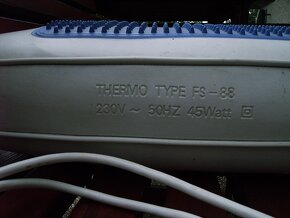 THERMO TYPE FS-88
230V ~ 50HZ 45Watt